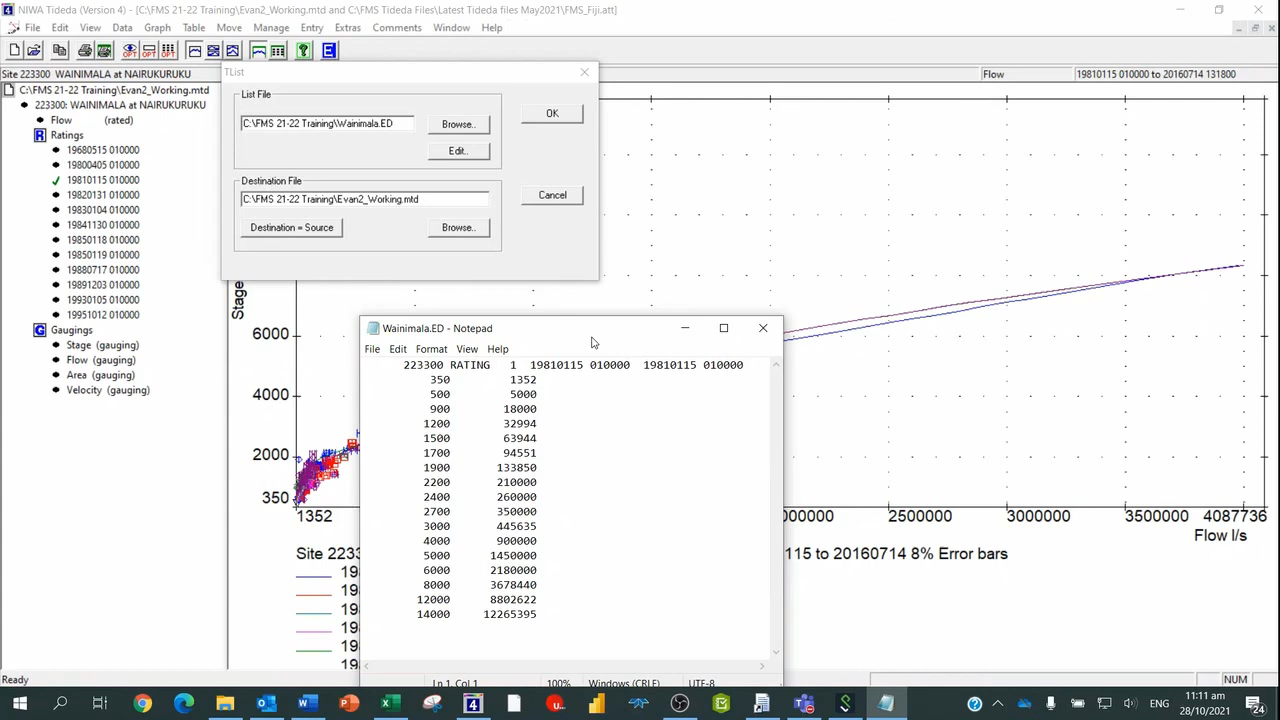 NIWA Tideda (Version 4) - [C:\FMS 21-22 Training\Evan2_Working.mtd and C:\FMS Tideda Files\Latest Tideda files May2021\FMS_Fiji.att]
File Edit View Data Graph Table Move Manage Entry Extras Comments Window Help
Site 223300 WAINIMALA at NAIRUKURUKU
Flow
19810115 010000 to 20160714 131800
C:\FMS 21-22 Training\Evan2_Working.mtd
223300: WAINIMALA at NAIRUKURUKU
Flow (rated)
R Ratings
19680515 010000
19800405 010000
19810115 010000
19820131 010000
19830104 010000
19841130 010000
19850118 010000
19850119 010000
19880717 010000
19891203 010000
19930105 010000
19951012 010000
G Gaugings
Stage (gauging)
Flow (gauging)
Area (gauging)
Velocity (gauging)
TList
List File
C:\FMS 21-22 Training\Wainimala.ED
Browse..
OK
Edit..
Destination File
Cancel
C:\FMS 21-22 Training\Evan2_Working.mtd
Destination = Source
Browse..
Stage
6000
4000
2000
350
1352
000000
2500000
3000000
3500000
4087736
Flow l/s
Site 223
115 to 20160714 8% Error bars
19
19
19
19
19
19
Wainimala.ED - Notepad
File Edit Format View Help
223300 RATING 1 19810115 010000 19810115 010000
350 1352
500 5000
900 18000
1200 32994
1500 63944
1700 94551
1900 133850
2200 210000
2400 260000
2700 350000
3000 445635
4000 900000
5000 1450000
6000 2180000
8000 3678440
12000 8802622
14000 12265395
Ln 1, Col 1
100%
Windows (CRLF)
UTF-8
Ready
NUM
11:11 am
28/10/2021
24